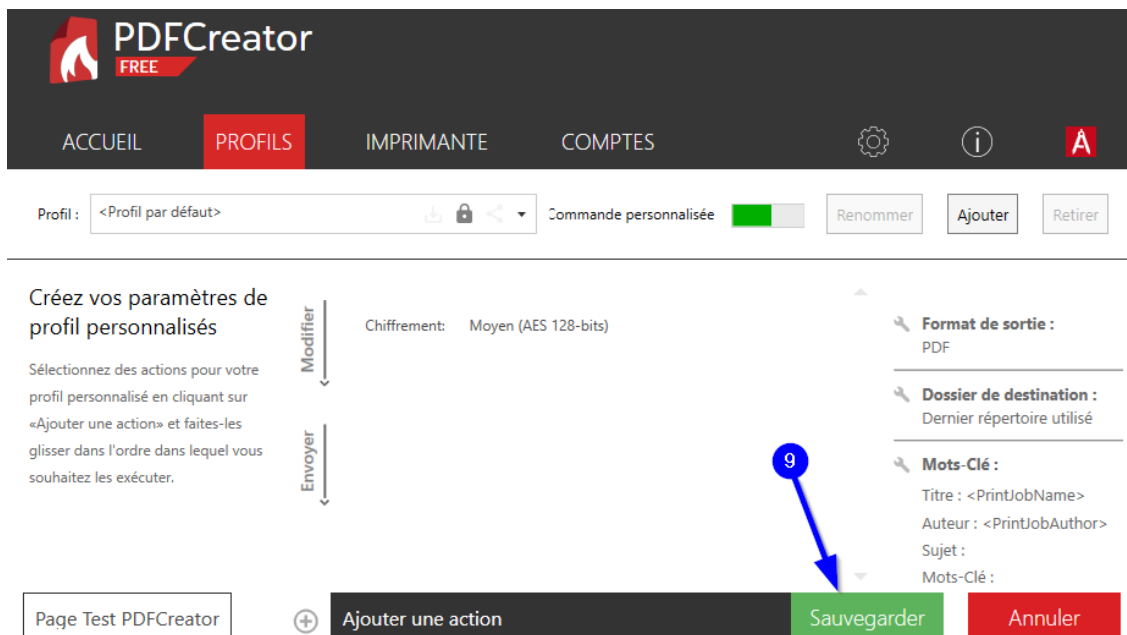 PDFCreator
FREE
ACCUEIL PROFILS IMPRIMANTE COMPTES
Profil : <Profil par défaut> Commande personnalisée Renommer Ajouter Retirer
Créez vos paramètres de
profil personnalisés
Sélectionnez des actions pour votre
profil personnalisé en cliquant sur
«Ajouter une action» et faites-les
glisser dans l'ordre dans lequel vous
souhaitez les exécuter.
Modifier
Envoyer
Chiffrement: Moyen (AES 128-bits)
Format de sortie :
PDF
Dossier de destination :
Dernier répertoire utilisé
Mots-Clé :
Titre : <PrintJobName>
Auteur : <PrintJobAuthor>
Sujet :
Mots-Clé :
9
Page Test PDFCreator Ajouter une action Sauvegarder Annuler